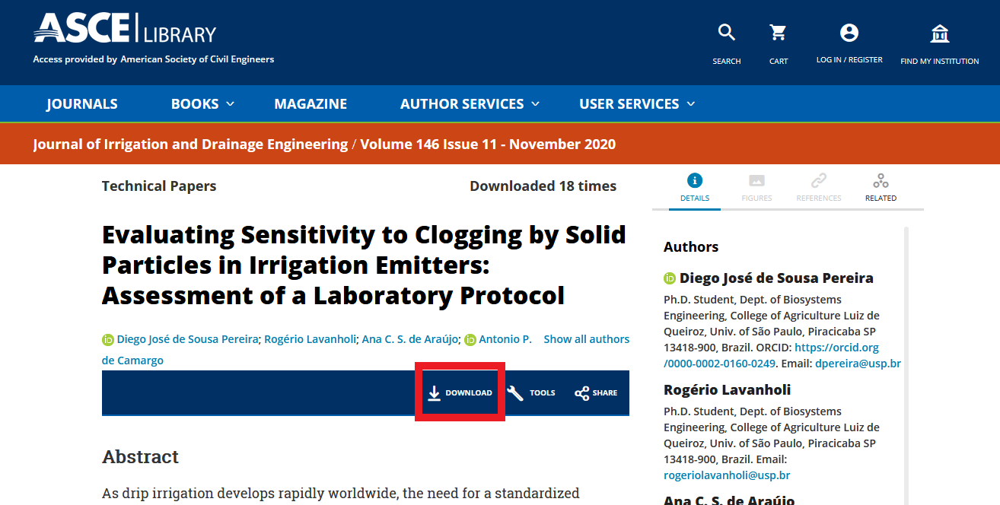 ASCE LIBRARY
Access provided by American Society of Civil Engineers
SEARCH
CART
LOG IN / REGISTER
FIND MY INSTITUTION
JOURNALS
BOOKS
MAGAZINE
AUTHOR SERVICES
USER SERVICES
Journal of Irrigation and Drainage Engineering / Volume 146 Issue 11 - November 2020
Technical Papers
Downloaded 18 times
Evaluating Sensitivity to Clogging by Solid
Particles in Irrigation Emitters:
Assessment of a Laboratory Protocol
iD Diego José de Sousa Pereira; Rogério Lavanholi; Ana C. S. de Araújo; iD Antonio P.
de Camargo
Show all authors
DOWNLOAD
TOOLS
SHARE
Abstract
As drip irrigation develops rapidly worldwide, the need for a standardized
DETAILS
FIGURES
REFERENCES
RELATED
Authors
iD Diego José de Sousa Pereira
Ph.D. Student, Dept. of Biosystems
Engineering, College of Agriculture Luiz de
Queiroz, Univ. of São Paulo, Piracicaba SP
13418-900, Brazil. ORCID: https://orcid.org
/0000-0002-0160-0249. Email: dpereira@usp.br
Rogério Lavanholi
Ph.D. Student, Dept. of Biosystems
Engineering, College of Agriculture Luiz de
Queiroz, Univ. of São Paulo, Piracicaba SP
13418-900, Brazil. Email:
rogeriolavanholi@usp.br
Ana C. S. de Araújo